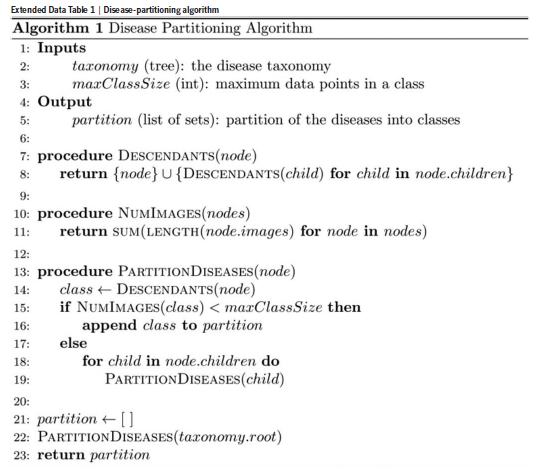 Extended Data Table 1 | Disease-partitioning algorithm
Algorithm 1 Disease Partitioning Algorithm
1: Inputs
2: taxonomy (tree): the disease taxonomy
3: maxClassSize (int): maximum data points in a class
4: Output
5: partition (list of sets): partition of the diseases into classes
6:
7: procedure DESCENDANTS(node)
8: return {node} ∪ {DESCENDANTS(child) for child in node.children}
9:
10: procedure NUMIMAGES(nodes)
11: return SUM(LENGTH(node.images) for node in nodes)
12:
13: procedure PARTITIONDISEASES(node)
14: class ← DESCENDANTS(node)
15: if NUMIMAGES(class) < maxClassSize then
16: append class to partition
17: else
18: for child in node.children do
19: PARTITIONDISEASES(child)
20:
21: partition ← [ ]
22: PARTITIONDISEASES(taxonomy.root)
23: return partition